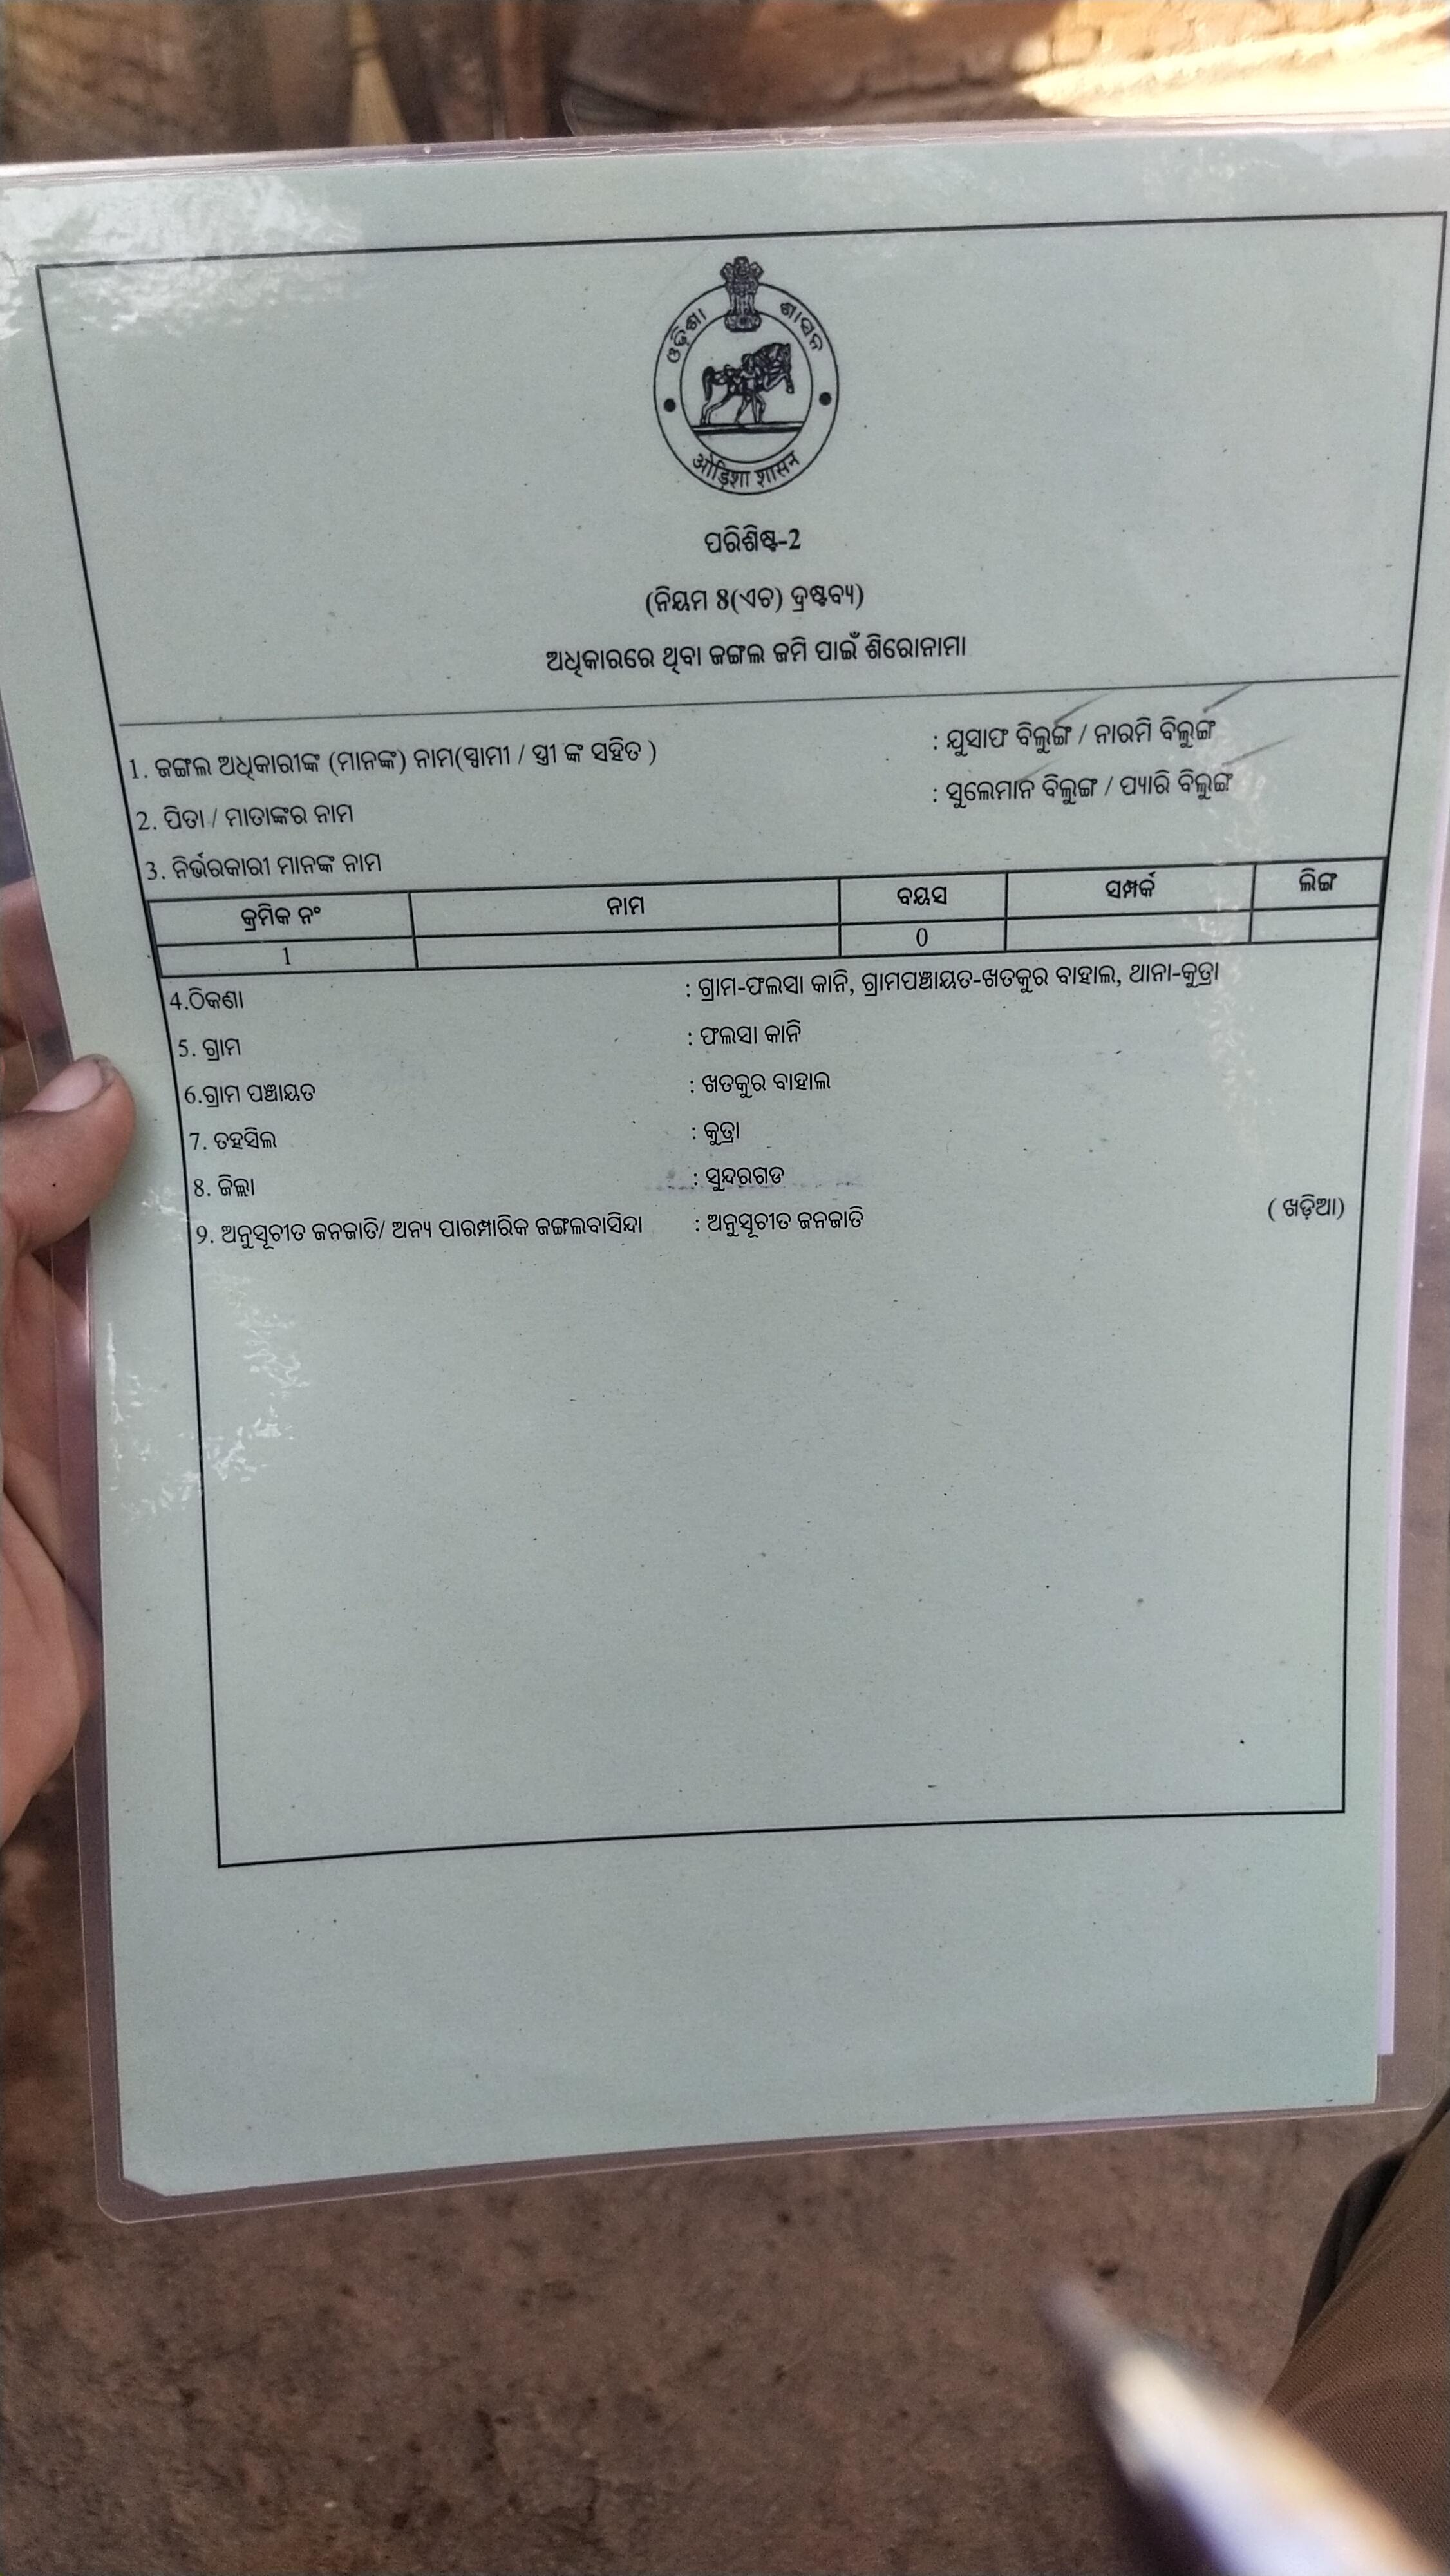 ଓଡ଼ିଶା ଶାସନ
ओड़िशा शासन
ପରିଶିଷ୍ଟ-2
(ନିୟମ 8(ଏଚ) ଦ୍ରଷ୍ଟବ୍ୟ)
ଅଧିକାରରେ ଥିବା ଜଙ୍ଗଲ ଜମି ପାଇଁ ଶିରୋନାମା
1. ଜଙ୍ଗଲ ଅଧିକାରୀଙ୍କ (ମାନଙ୍କ) ନାମ(ସ୍ୱାମୀ / ସ୍ତ୍ରୀ ଙ୍କ ସହିତ ) : ଯୁସାଫ ବିଲୁଙ୍ଗ / ନାରମି ବିଲୁଙ୍ଗ
2. ପିତା / ମାତାଙ୍କର ନାମ : ସୁଲେମାନ ବିଲୁଙ୍ଗ / ପ୍ୟାରି ବିଲୁଙ୍ଗ
3. ନିର୍ଭରକାରୀ ମାନଙ୍କ ନାମ
କ୍ରମିକ ନଂ ନାମ ବୟସ ସମ୍ପର୍କ ଲିଙ୍ଗ
1 0
4.ଠିକଣା : ଗ୍ରାମ-ଫଲସା କାନି, ଗ୍ରାମପଞ୍ଚାୟତ-ଖତକୁର ବାହାଲ, ଥାନା-କୁତ୍ରା
5. ଗ୍ରାମ : ଫଲସା କାନି
6.ଗ୍ରାମ ପଞ୍ଚାୟତ : ଖତକୁର ବାହାଲ
7. ତହସିଲ : କୁତ୍ରା
8. ଜିଲ୍ଲା : ସୁନ୍ଦରଗଡ
9. ଅନୁସୂଚୀତ ଜନଜାତି/ ଅନ୍ୟ ପାରମ୍ପାରିକ ଜଙ୍ଗଲବାସିନ୍ଦା : ଅନୁସୂଚୀତ ଜନଜାତି ( ଖଡ଼ିଆ)